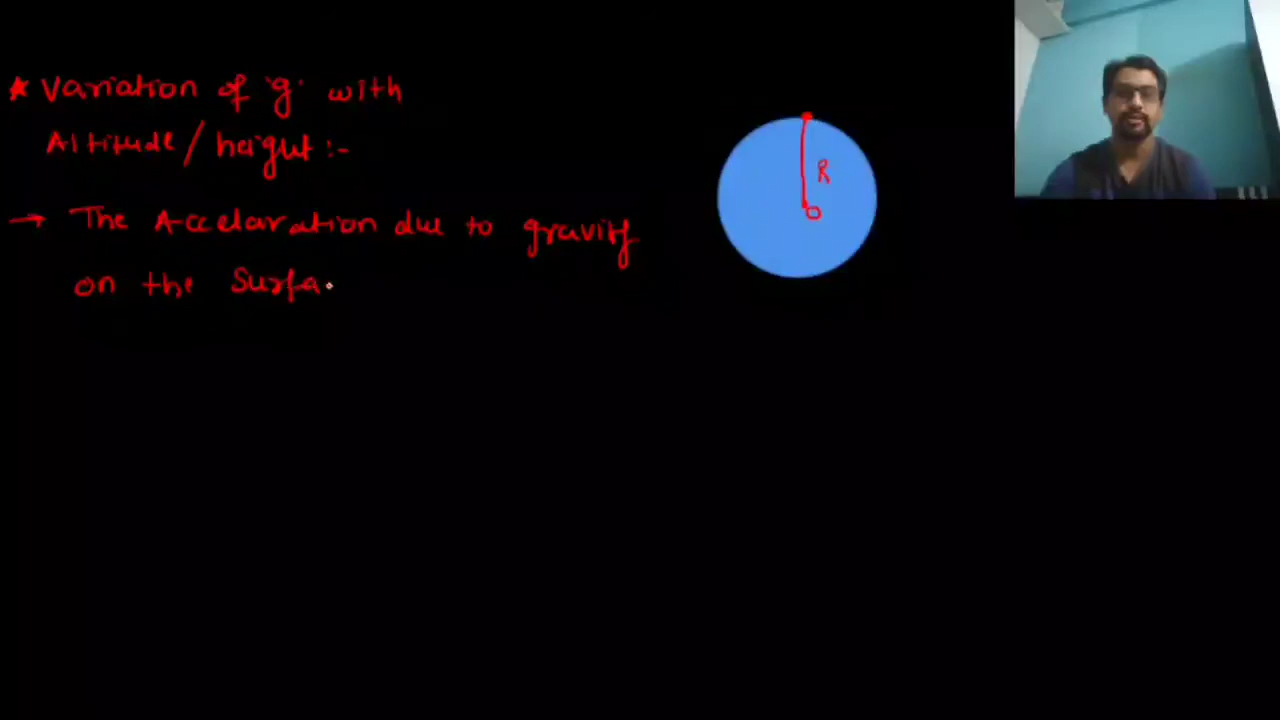 * Variation of 'g' with
Altitude / height :-
→ The Accelaration due to gravity
on the Surfa
R
O